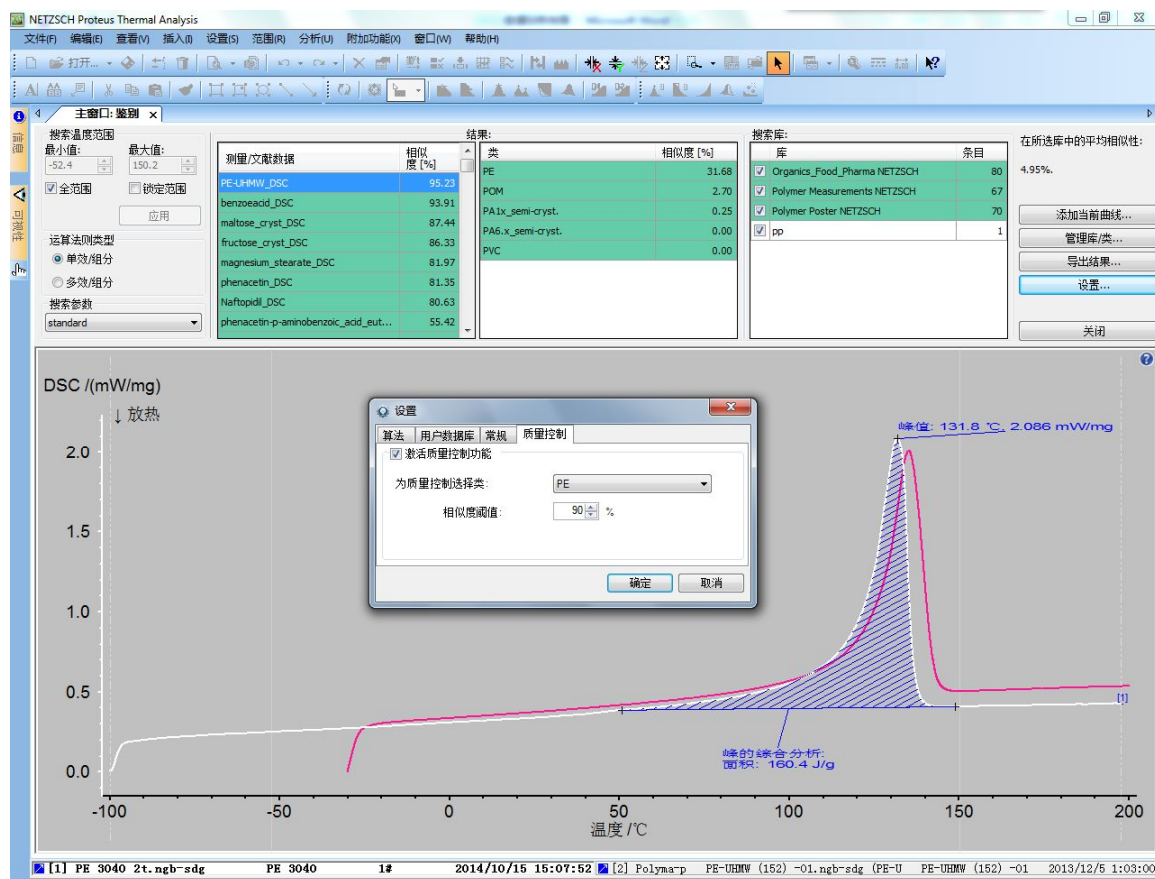 NETZSCH Proteus Thermal Analysis
文件(F) 编辑(E) 查看(V) 插入(I) 设置(S) 范围(R) 分析(U) 附加功能(X) 窗口(W) 帮助(H)
打开...
主窗口: 鉴别
信息
可视性
搜索温度范围
最小值: 最大值:
-52.4 150.2
全范围 锁定范围
应用
运算法则类型
单效/组分
多效/组分
搜索参数
standard
结果:
测量/文献数据 相似度 [%]
PE-UHMW_DSC 95.23
benzoeacid_DSC 93.91
maltose_cryst_DSC 87.44
fructose_cryst_DSC 86.33
magnesium_stearate_DSC 81.97
phenacetin_DSC 81.35
Naftopidil_DSC 80.63
phenacetin-p-aminobenzoic_acid_eut... 55.42
类 相似度 [%]
PE 31.68
POM 2.70
PA1x_semi-cryst. 0.25
PA6.x_semi-cryst. 0.00
PVC 0.00
搜索库:
库 条目
Organics_Food_Pharma NETZSCH 80
Polymer Measurements NETZSCH 67
Polymer Poster NETZSCH 70
pp 1
在所选库中的平均相似性:
4.95%.
添加当前曲线...
管理库/类...
导出结果...
设置...
关闭
DSC /(mW/mg)
↓ 放热
2.0
1.5
1.0
0.5
0.0
设置
算法 用户数据库 常规 质量控制
激活质量控制功能
为质量控制选择类: PE
相似度阈值: 90 %
确定 取消
峰值: 131.8 ℃, 2.086 mW/mg
[1]
峰的综合分析:
面积: 160.4 J/g
-100 -50 0 50 100 150 200
温度 /℃
[1] PE 3040 2t.ngb-sdg PE 3040 1# 2014/10/15 15:07:52 [2] Polyma-p PE-UHMW (152) -01.ngb-sdg (PE-U PE-UHMW (152) -01 2013/12/5 1:03:00